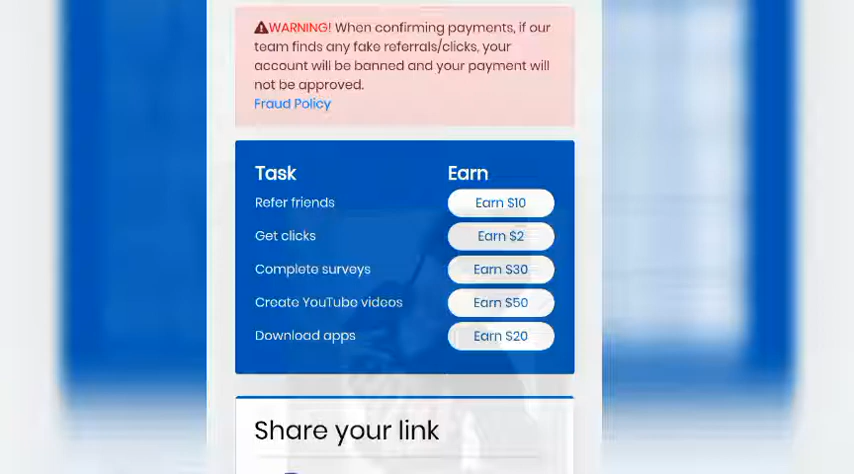 WARNING! When confirming payments, if our
team finds any fake referrals/clicks, your
account will be banned and your payment will
not be approved.
Fraud Policy
Task Earn
Refer friends Earn $10
Get clicks Earn $2
Complete surveys Earn $30
Create YouTube videos Earn $50
Download apps Earn $20
Share your link